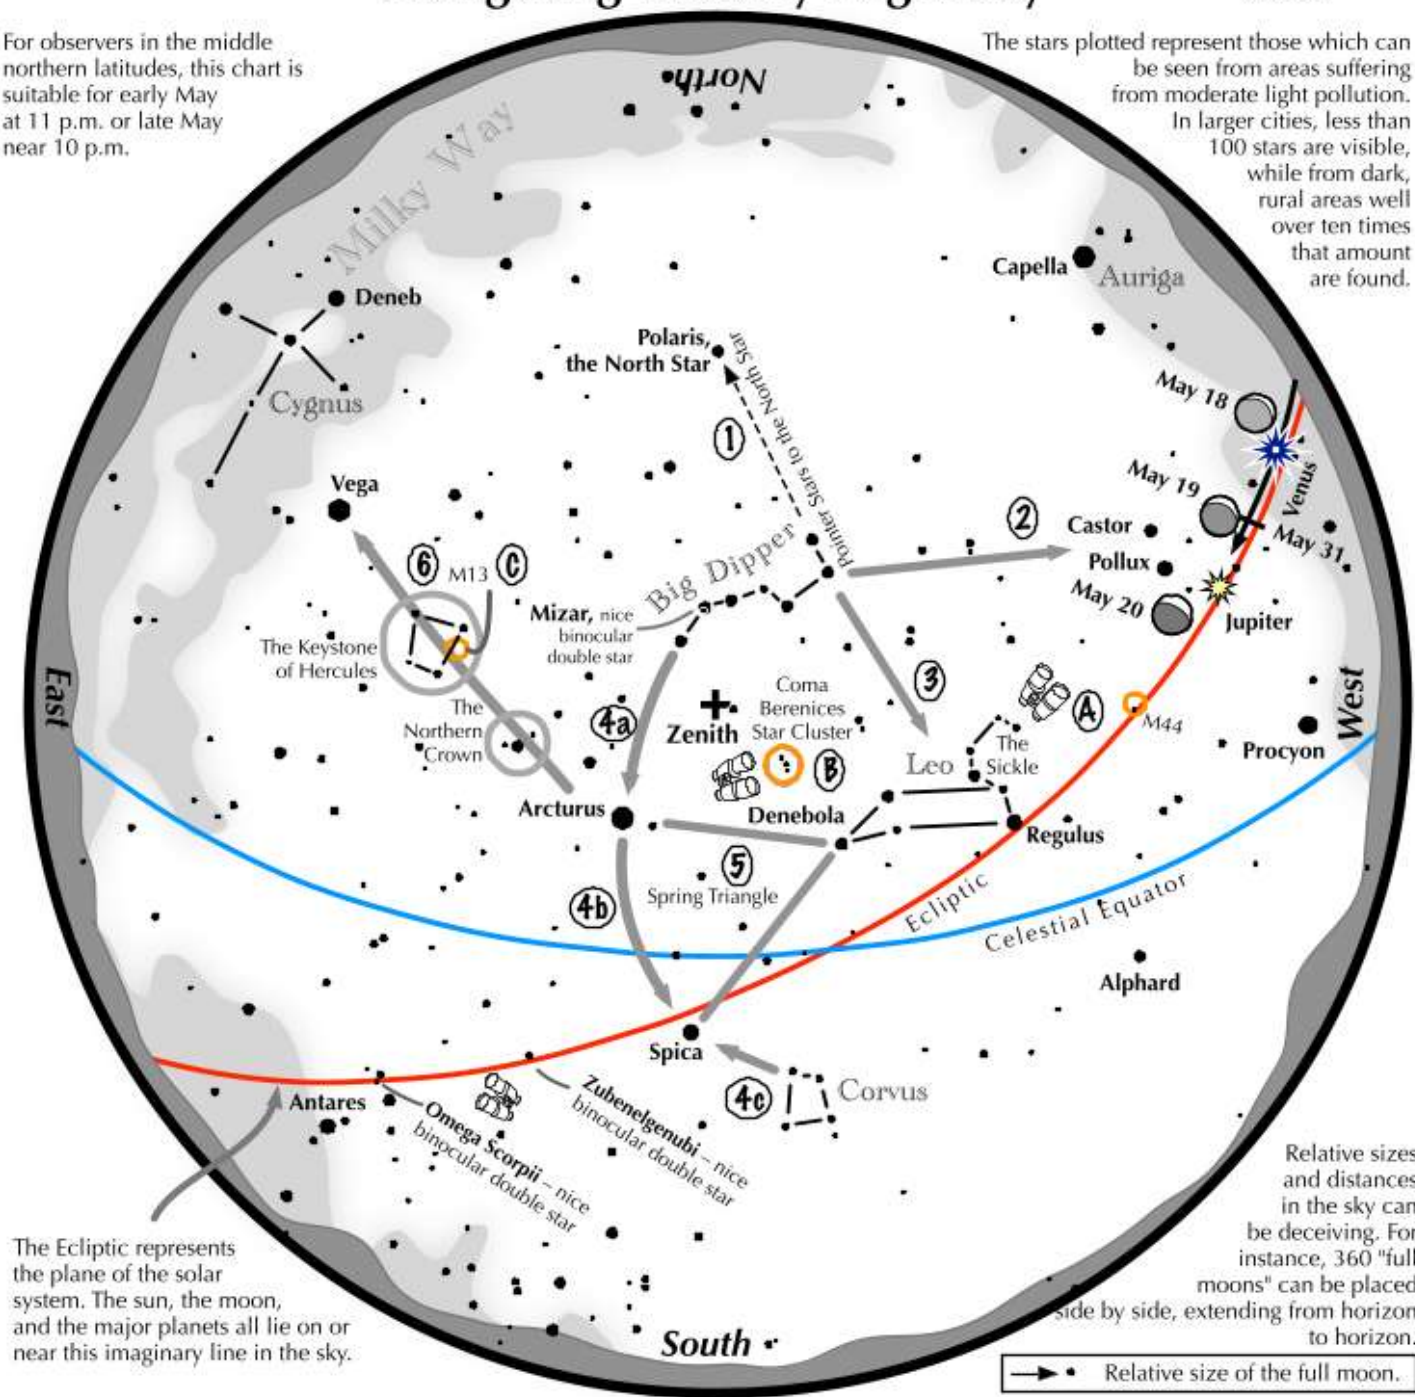 For observers in the middle
northern latitudes, this chart is
suitable for early May
at 11 p.m. or late May
near 10 p.m.
The stars plotted represent those which can
be seen from areas suffering
from moderate light pollution.
In larger cities, less than
100 stars are visible,
while from dark,
rural areas well
over ten times
that amount
are found.
North
Milky Way
Capella
Auriga
Deneb
Polaris,
the North Star
Pointer Stars to the North Star
1
Cygnus
May 18
Venus
Vega
May 19
2
Castor
May 31
Pollux
May 20
Jupiter
6
M13
C
Big Dipper
Mizar, nice
binocular
double star
The Keystone
of Hercules
East
West
3
Coma
Berenices
Star Cluster
A
M44
The
Northern
Crown
4a
Zenith
B
Leo
The
Sickle
Procyon
Arcturus
Denebola
Regulus
5
Spring Triangle
4b
Ecliptic
Celestial Equator
Alphard
Spica
4c
Corvus
Antares
Omega Scorpii – nice
binocular double star
Zubenelgenubi – nice
binocular double star
The Ecliptic represents
the plane of the solar
system. The sun, the moon,
and the major planets all lie on or
near this imaginary line in the sky.
South
Relative sizes
and distances
in the sky can
be deceiving. For
instance, 360 "full
moons" can be placed
side by side, extending from horizon
to horizon.
Relative size of the full moon.